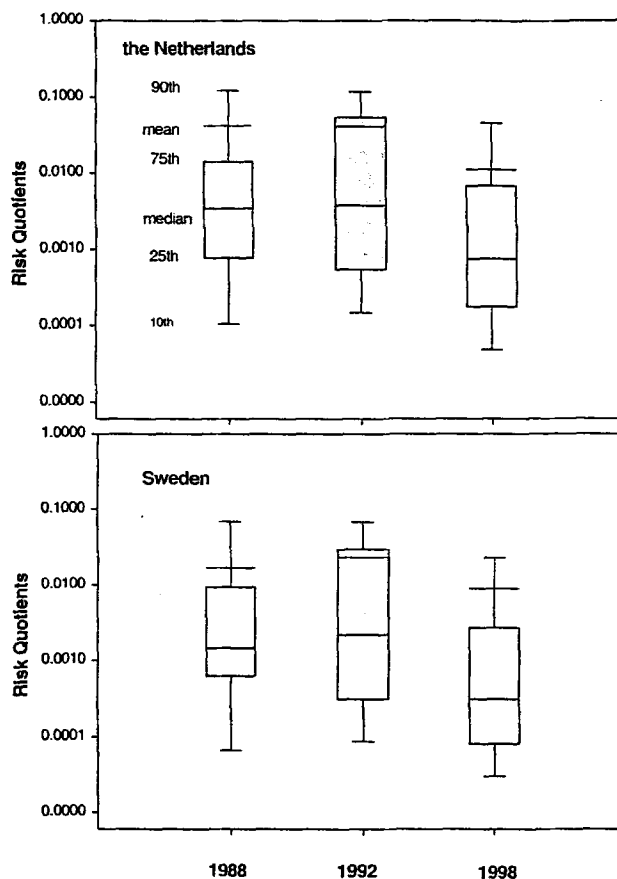 1.0000
the Netherlands
90th
0.1000
mean
75th
0.0100
median
0.0010
25th
0.0001
10th
0.0000
Risk Quotients
1.0000
Sweden
0.1000
0.0100
0.0010
0.0001
0.0000
Risk Quotients
1988 1992 1998